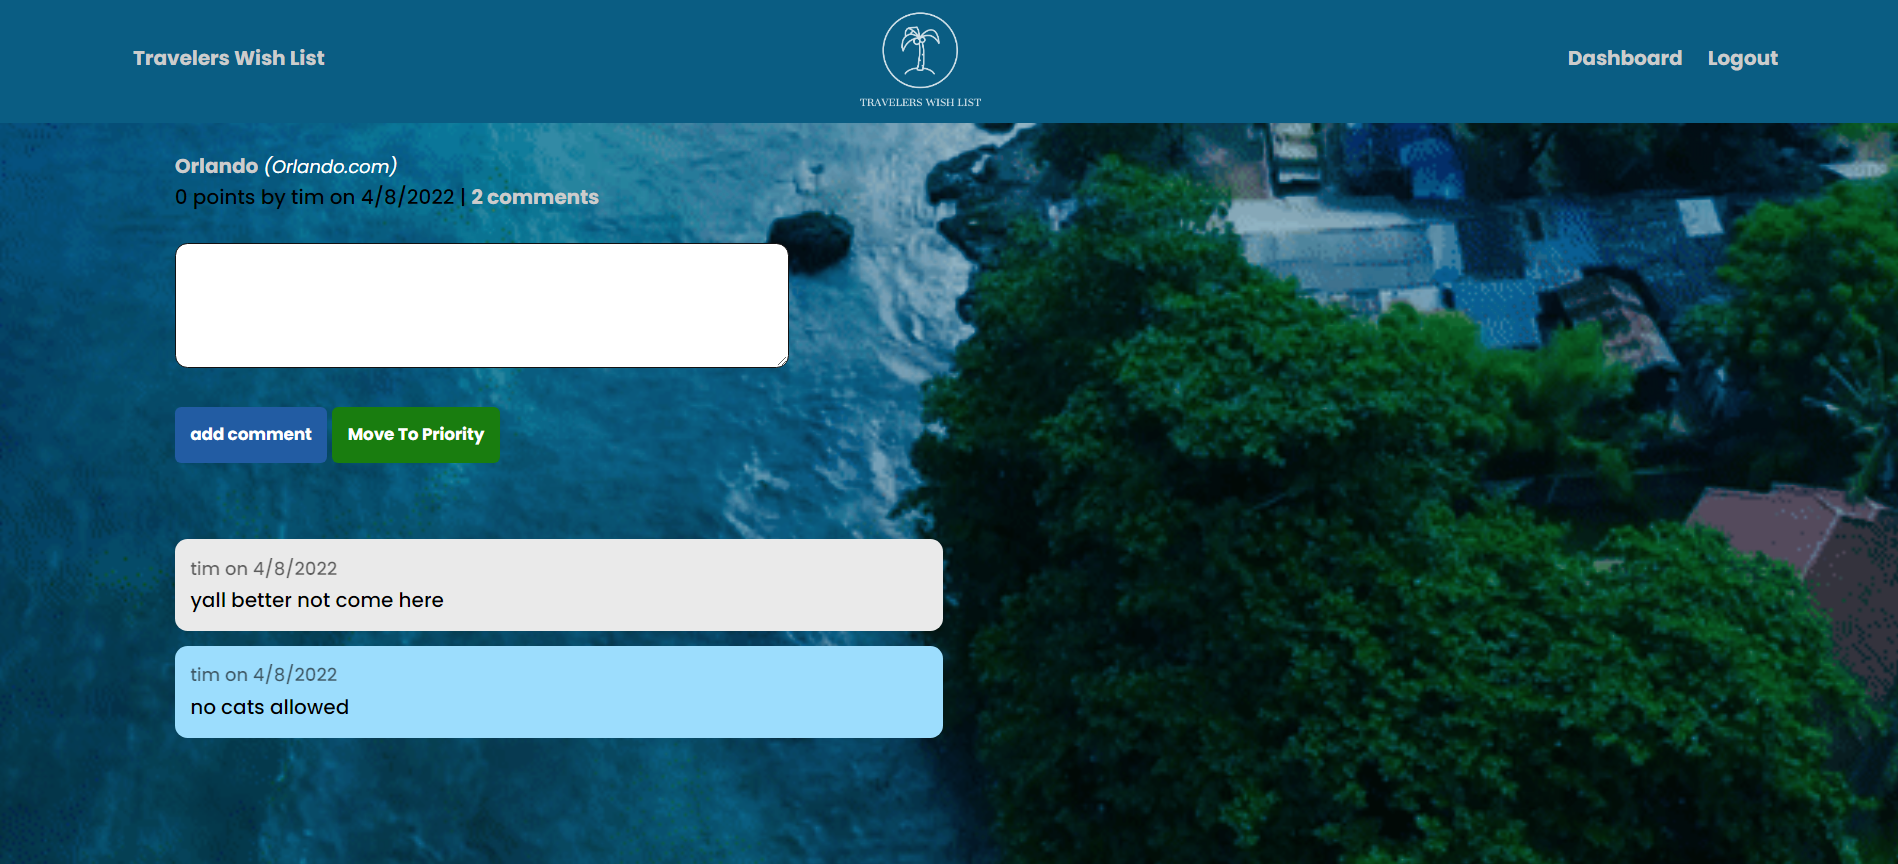 Travelers Wish List
TRAVELERS WISH LIST
Dashboard Logout
Orlando (Orlando.com)
0 points by tim on 4/8/2022 | 2 comments
add comment Move To Priority
tim on 4/8/2022
yall better not come here
tim on 4/8/2022
no cats allowed